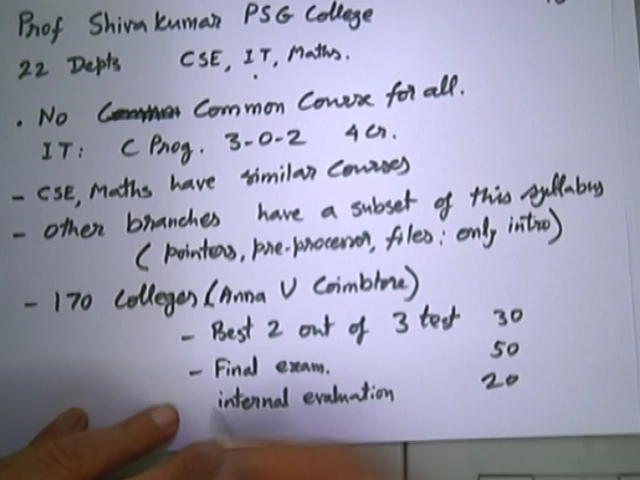 Prof Shiva Kumar PSG College
22 Depts CSE, IT, Maths.
. No Common Course for all.
IT: C Prog. 3-0-2 4 Cr.
- CSE, Maths have similar courses
- other branches have a subset of this syllabus
( pointers, pre-processor, files: only intro)
- 170 Colleges (Anna U Coimbtore)
- Best 2 out of 3 test 30
- Final exam. 50
internal evaluation 20